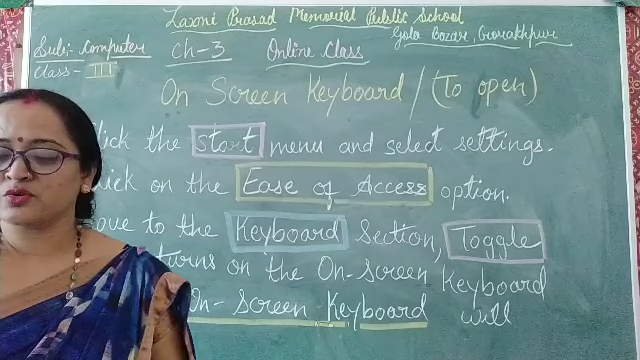 Laxmi Prasad Memorial Public School
Gola Bazar, Gorakhpur
Sub:- Computer Ch-3 Online Class
Class - III
On Screen Keyboard / (To open)
lick the start menu and select settings.
lick on the Ease of Access option.
ove to the Keyboard Section, Toggle
turns on the On-screen Keyboard
On-Screen Keyboard will